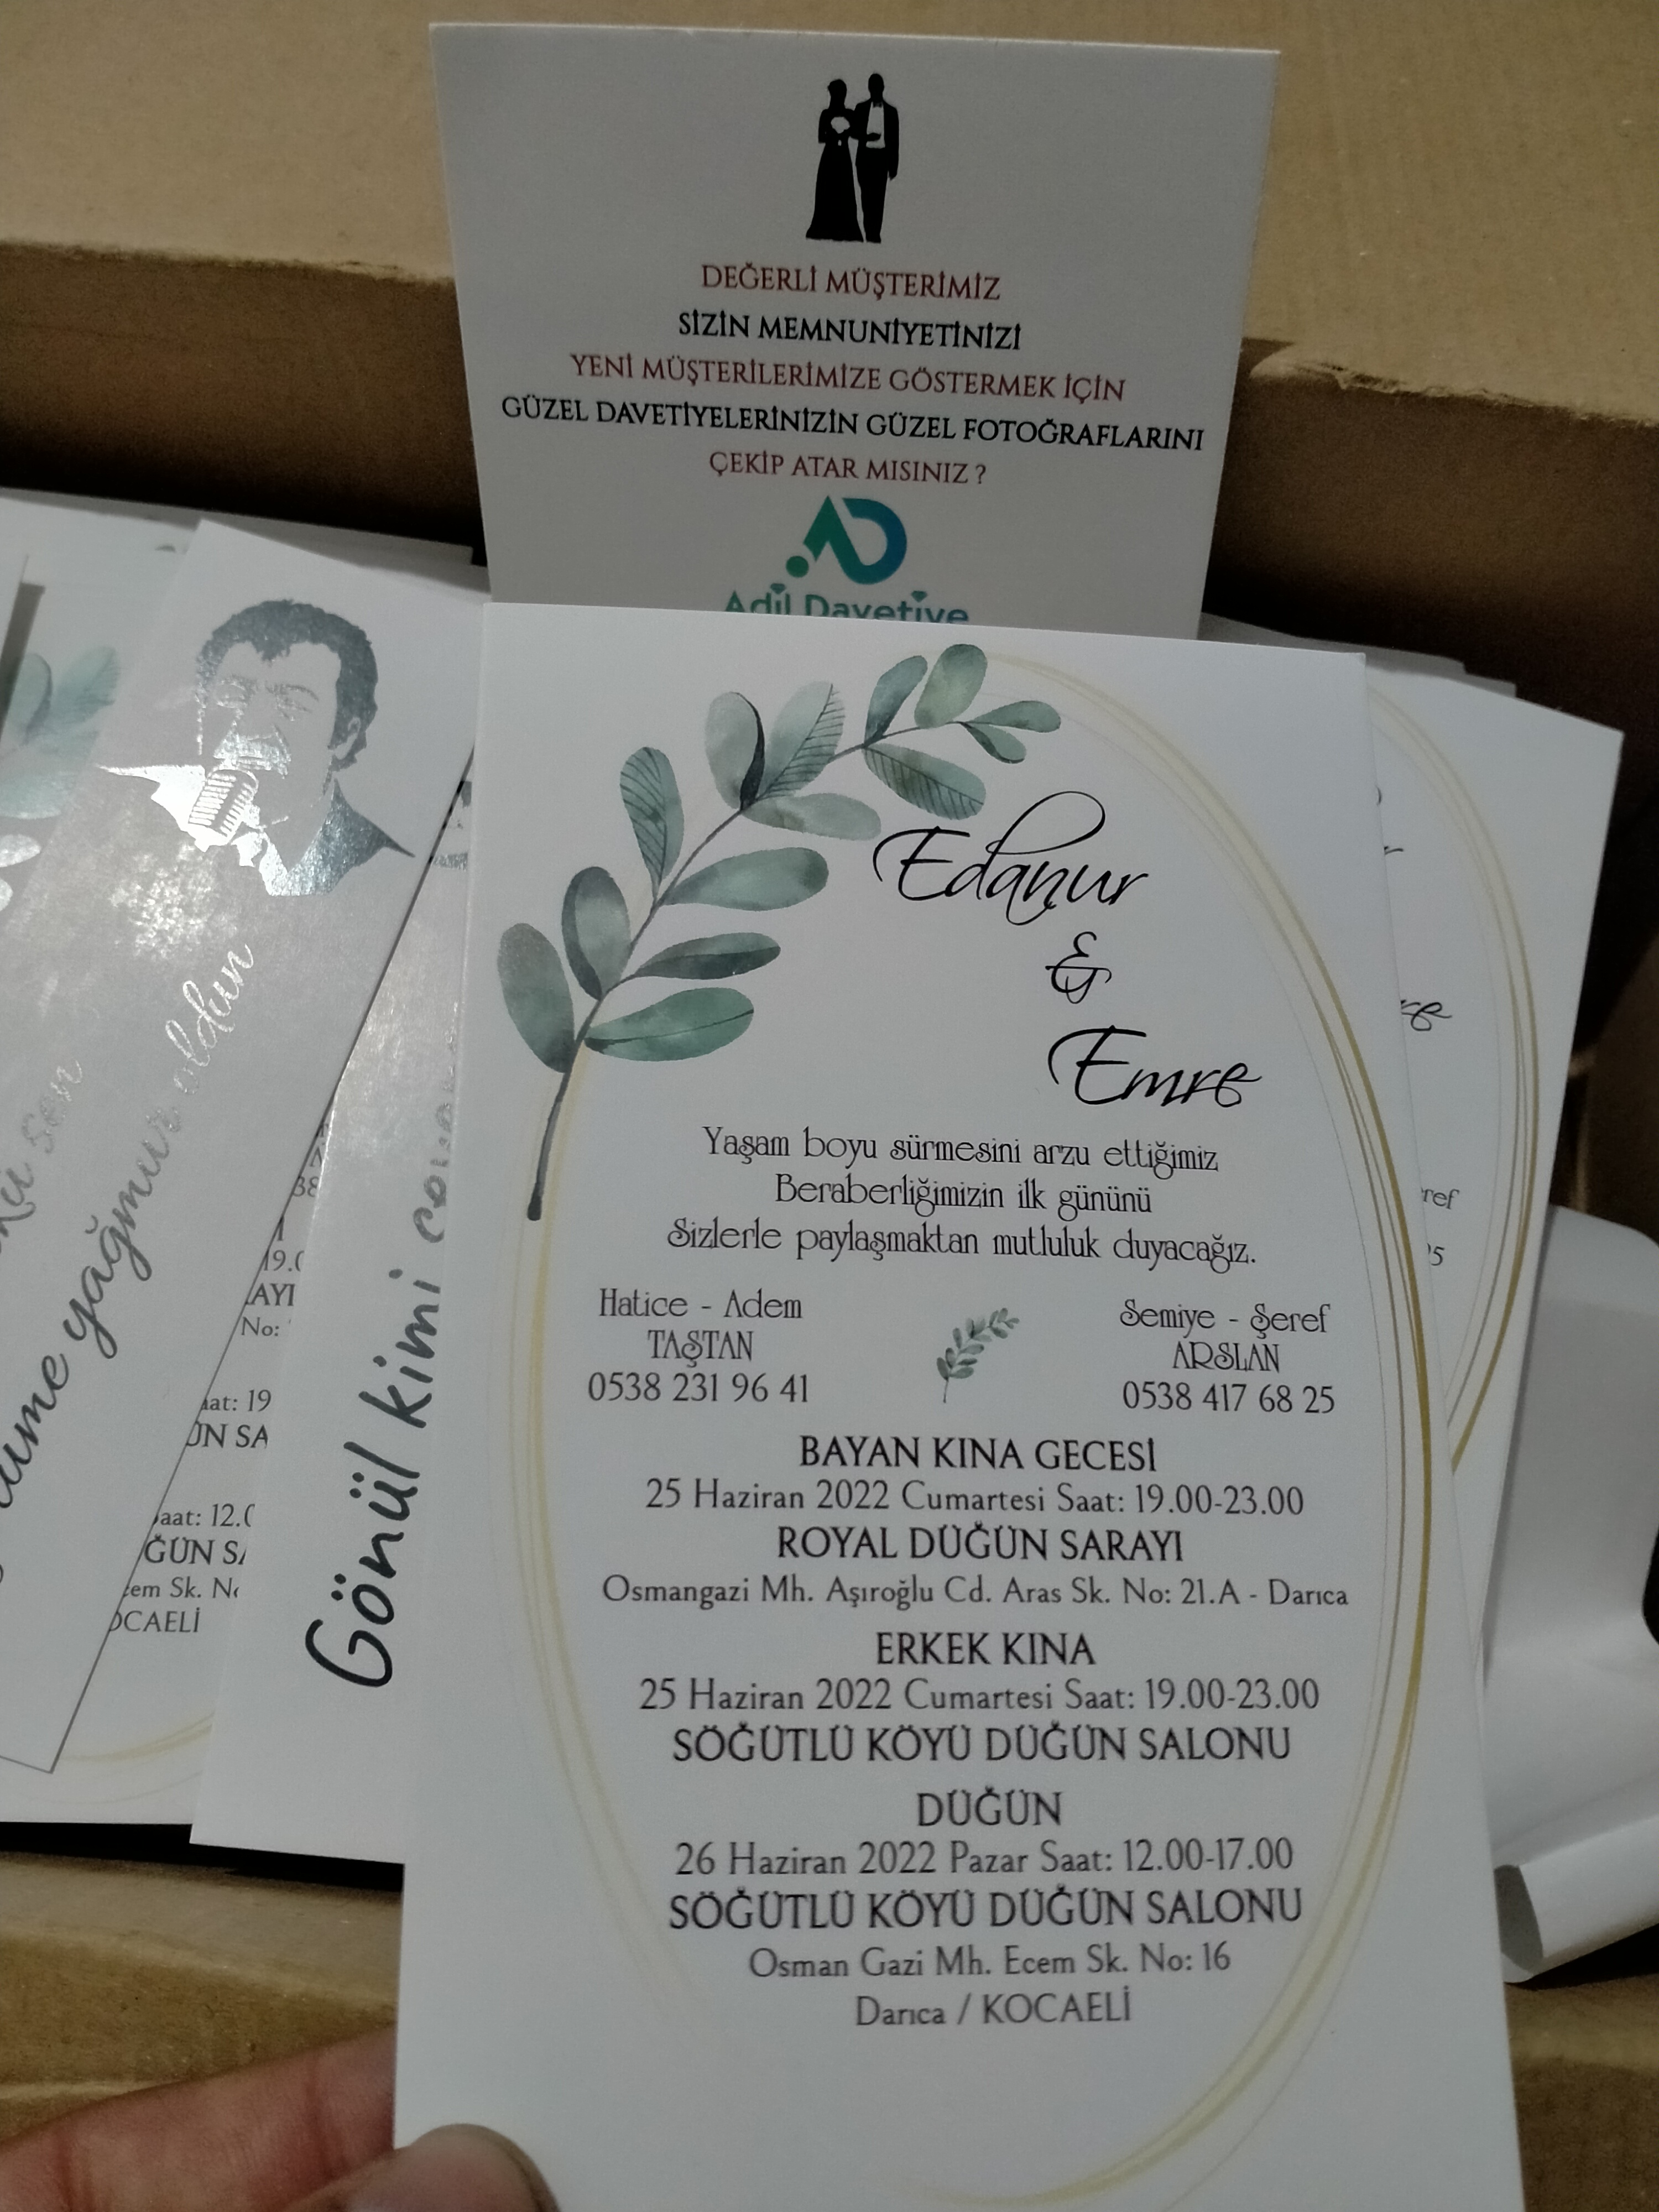 DEĞERLİ MÜŞTERİMİZ
SİZİN MEMNUNİYETİNİZİ
YENİ MÜŞTERİLERİMİZE GÖSTERMEK İÇİN
GÜZEL DAVETİYELERİNİZİN GÜZEL FOTOĞRAFLARINI
ÇEKİP ATAR MISINIZ ?
Adil Davetiye
Edanur
&
Emre
Yaşam boyu sürmesini arzu ettiğimiz
Beraberliğimizin ilk gününü
Sizlerle paylaşmaktan mutluluk duyacağız.
Hatice - Adem
TAŞTAN
0538 231 96 41
Semiye - Şeref
ARSLAN
0538 417 68 25
BAYAN KINA GECESİ
25 Haziran 2022 Cumartesi Saat: 19.00-23.00
ROYAL DÜĞÜN SARAYI
Osmangazi Mh. Aşıroğlu Cd. Aras Sk. No: 21.A - Darıca
ERKEK KINA
25 Haziran 2022 Cumartesi Saat: 19.00-23.00
SÖĞÜTLÜ KÖYÜ DÜĞÜN SALONU
DÜĞÜN
26 Haziran 2022 Pazar Saat: 12.00-17.00
SÖĞÜTLÜ KÖYÜ DÜĞÜN SALONU
Osman Gazi Mh. Ecem Sk. No: 16
Darıca / KOCAELİ
sen
yağmur oldun
Gönül kimi
No: